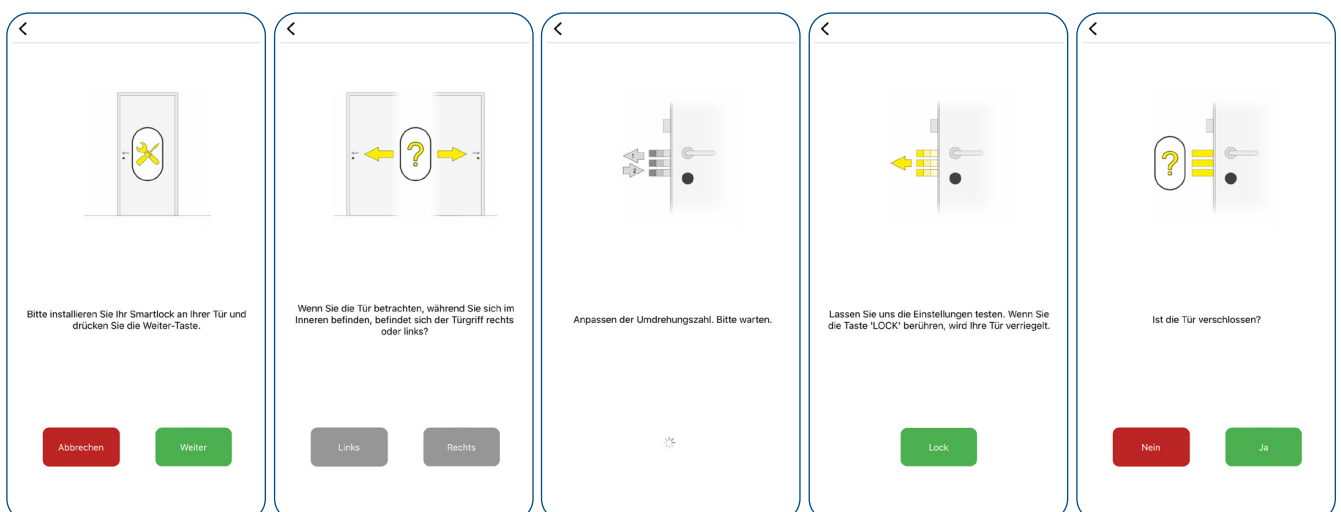 Bitte installieren Sie Ihr Smartlock an Ihrer Tür und
drücken Sie die Weiter-Taste.
Abbrechen
Weiter
?
Wenn Sie die Tür betrachten, während Sie sich im
Inneren befinden, befindet sich der Türgriff rechts
oder links?
Links
Rechts
1
2
Anpassen der Umdrehungszahl. Bitte warten.
Lassen Sie uns die Einstellungen testen. Wenn Sie
die Taste 'LOCK' berühren, wird Ihre Tür verriegelt.
Lock
?
Ist die Tür verschlossen?
Nein
Ja